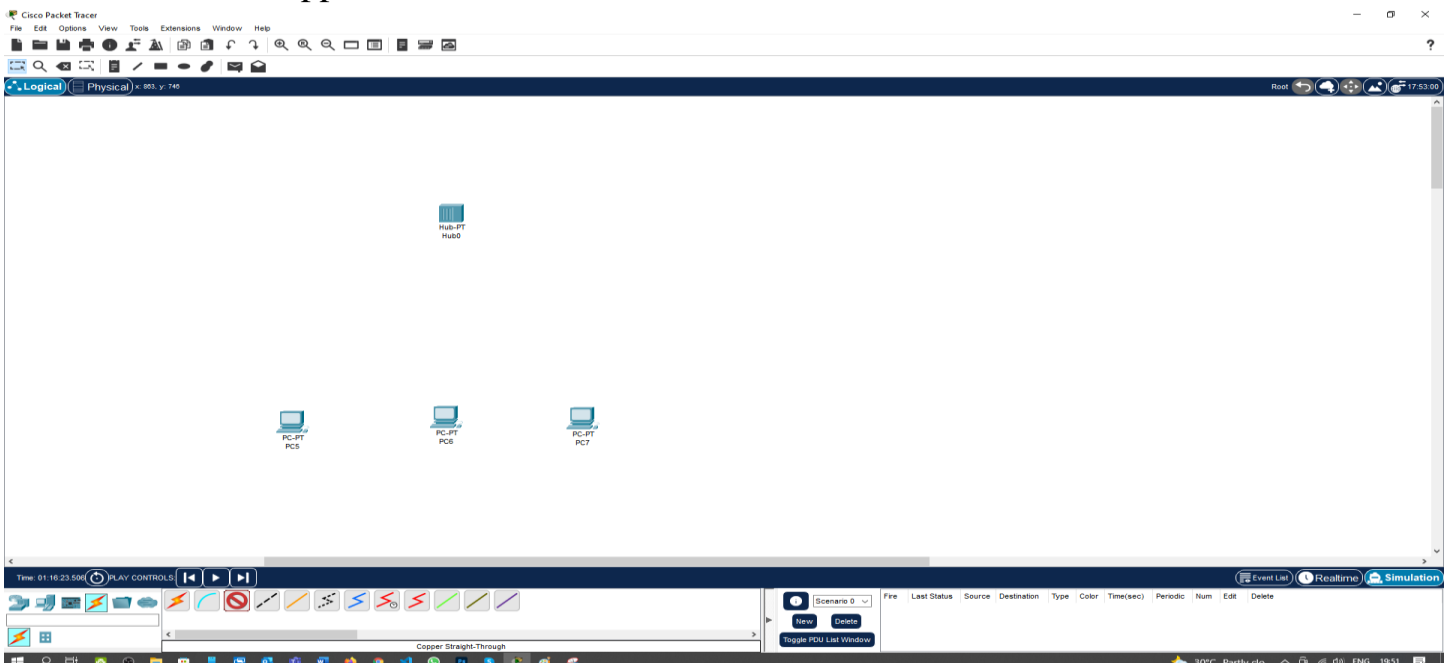 Cisco Packet Tracer
File Edit Options View Tools Extensions Window Help
?
Logical Physical x: 863, y: 746 Root 17:53:00
Hub-PT
Hub0
PC-PT
PC5
PC-PT
PC6
PC-PT
PC7
Time: 01:16:23.506 PLAY CONTROLS: Event List Realtime Simulation
Scenario 0 Fire Last Status Source Destination Type Color Time(sec) Periodic Num Edit Delete
New Delete
Toggle PDU List Window
Copper Straight-Through
30°C Partly clo... ENG 19:51